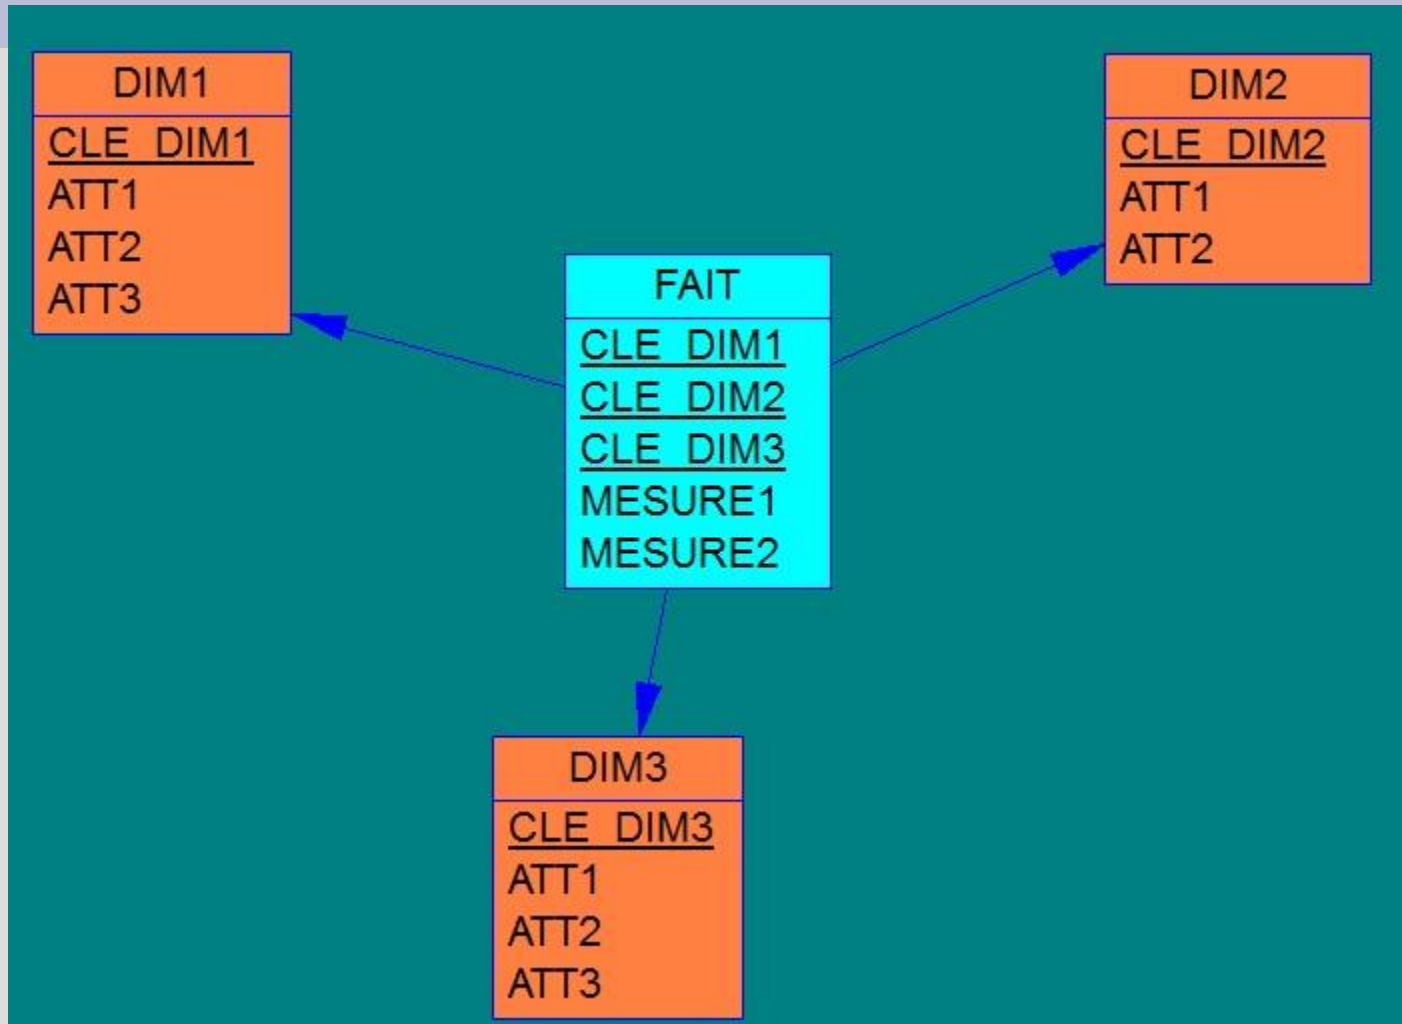 DIM1
CLE_DIM1
ATT1
ATT2
ATT3
DIM2
CLE_DIM2
ATT1
ATT2
FAIT
CLE_DIM1
CLE_DIM2
CLE_DIM3
MESURE1
MESURE2
DIM3
CLE_DIM3
ATT1
ATT2
ATT3